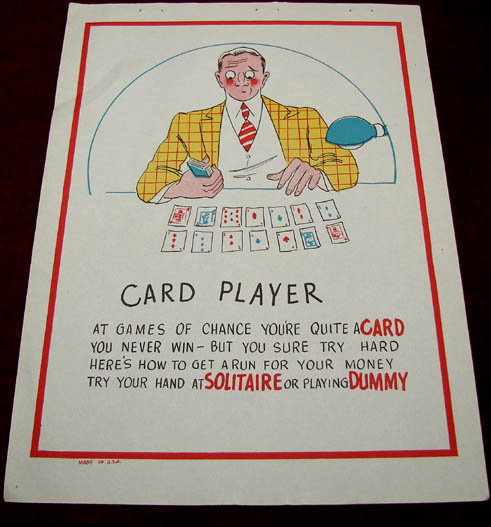 CARD PLAYER
AT GAMES OF CHANCE YOU'RE QUITE A CARD
YOU NEVER WIN - BUT YOU SURE TRY HARD
HERE'S HOW TO GET A RUN FOR YOUR MONEY
TRY YOUR HAND AT SOLITAIRE OR PLAYING DUMMY
MADE IN U.S.A.